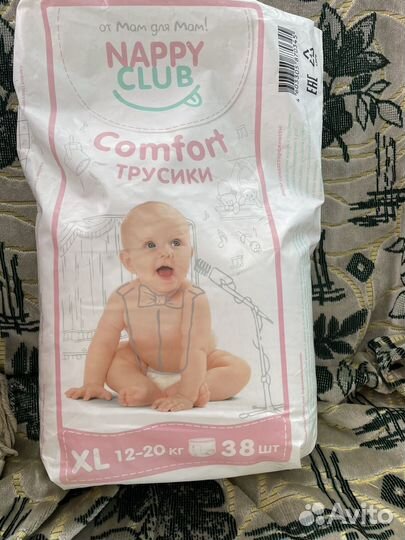 от Мам для Мам!
NAPPY
CLUB
Comfort
ТРУСИКИ
XL 12-20 кг 38 шт
EAC
Avito